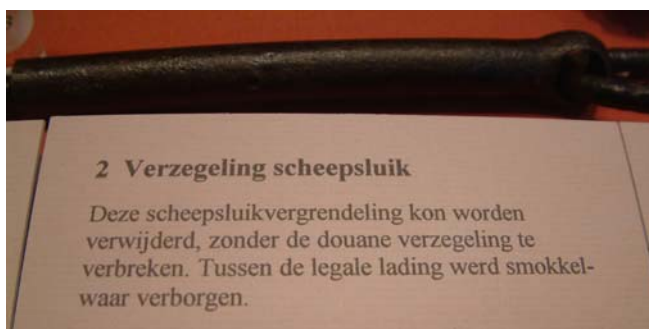 2 Verzegeling scheepsluik
Deze scheepsluikvergrendeling kon worden
verwijderd, zonder de douane verzegeling te
verbreken. Tussen de legale lading werd smokkel-
waar verborgen.